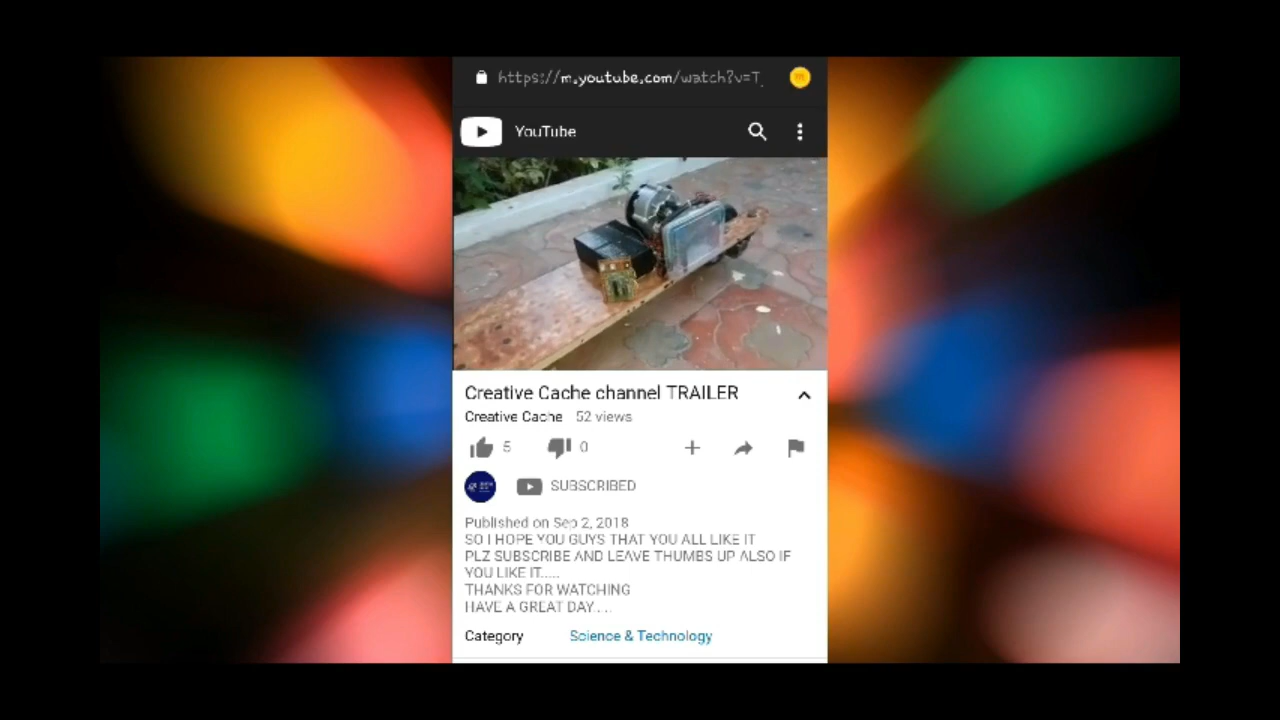 https://m.youtube.com/watch?v=T
YouTube
Creative Cache channel TRAILER
Creative Cache 52 views
5 0
SUBSCRIBED
Published on Sep 2, 2018
SO I HOPE YOU GUYS THAT YOU ALL LIKE IT
PLZ SUBSCRIBE AND LEAVE THUMBS UP ALSO IF
YOU LIKE IT.....
THANKS FOR WATCHING
HAVE A GREAT DAY....
Category Science & Technology